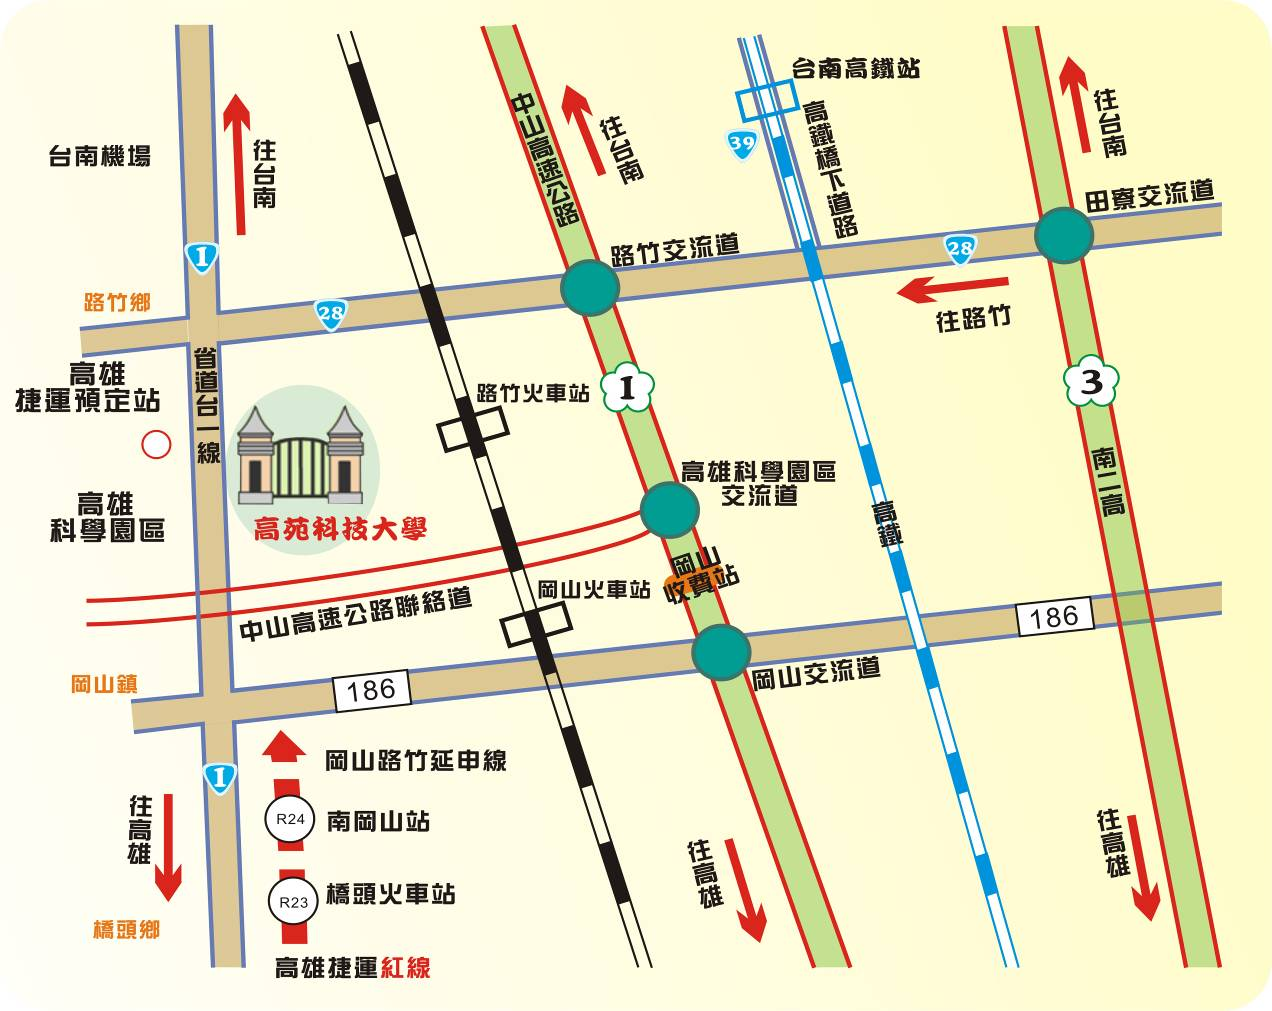 台南高鐵站
中山高速公路
往台南
高鐵橋下道路
39
往台南
台南機場
往台南
田寮交流道
路竹交流道
28
1
往路竹
路竹鄉
28
省道台一線
高雄
捷運預定站
路竹火車站
1
3
南二高
高雄科學園區
交流道
高雄
科學園區
高苑科技大學
高鐵
岡山
收費站
岡山火車站
中山高速公路聯絡道
186
岡山交流道
岡山鎮
186
岡山路竹延申線
1
往高雄
R24
南岡山站
往高雄
往高雄
R23
橋頭火車站
橋頭鄉
高雄捷運紅線